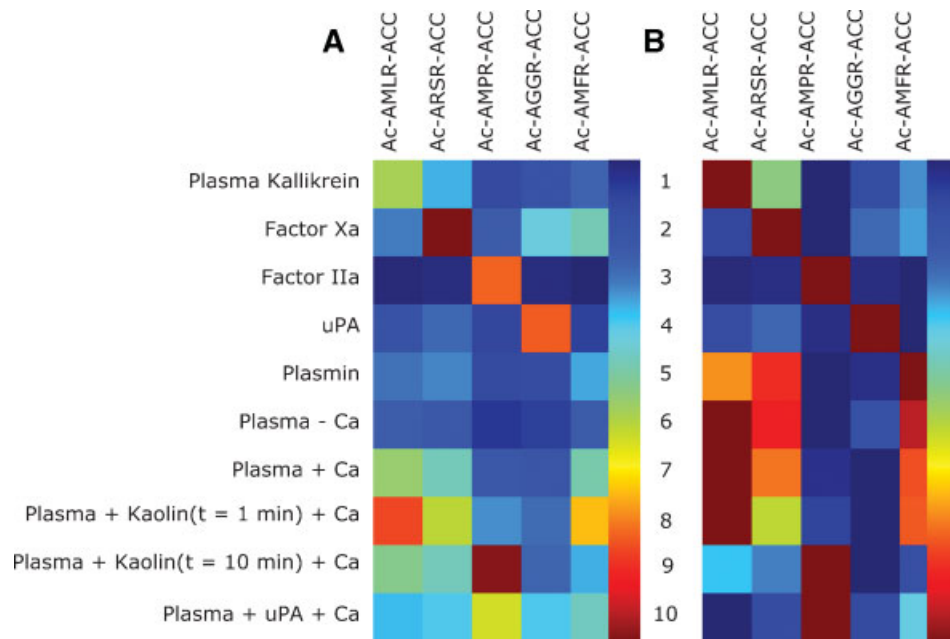 A
B
Ac-AMLR-ACC
Ac-ARSR-ACC
Ac-AMPR-ACC
Ac-AGGR-ACC
Ac-AMFR-ACC
Ac-AMLR-ACC
Ac-ARSR-ACC
Ac-AMPR-ACC
Ac-AGGR-ACC
Ac-AMFR-ACC
Plasma Kallikrein
1
Factor Xa
2
Factor IIa
3
uPA
4
Plasmin
5
Plasma - Ca
6
Plasma + Ca
7
Plasma + Kaolin(t = 1 min) + Ca
8
Plasma + Kaolin(t = 10 min) + Ca
9
Plasma + uPA + Ca
10